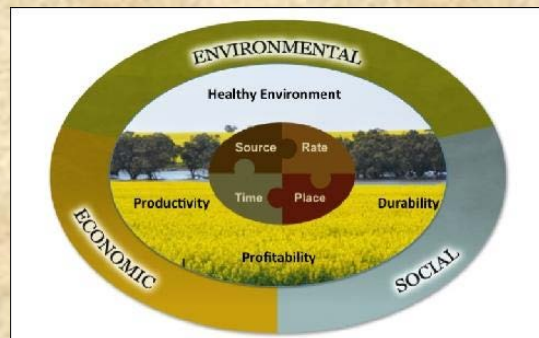 ENVIRONMENTAL
Healthy Environment
Source Rate
Time Place
Productivity Durability
Profitability
ECONOMIC SOCIAL